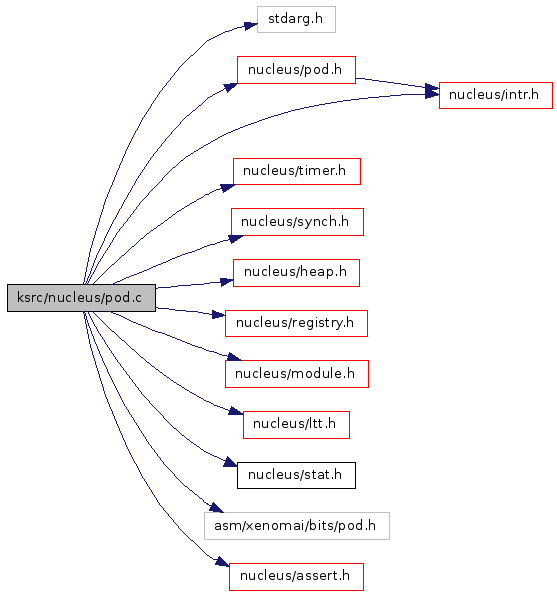 stdarg.h
nucleus/pod.h
nucleus/intr.h
nucleus/timer.h
nucleus/synch.h
nucleus/heap.h
ksrc/nucleus/pod.c
nucleus/registry.h
nucleus/module.h
nucleus/ltt.h
nucleus/stat.h
asm/xenomai/bits/pod.h
nucleus/assert.h